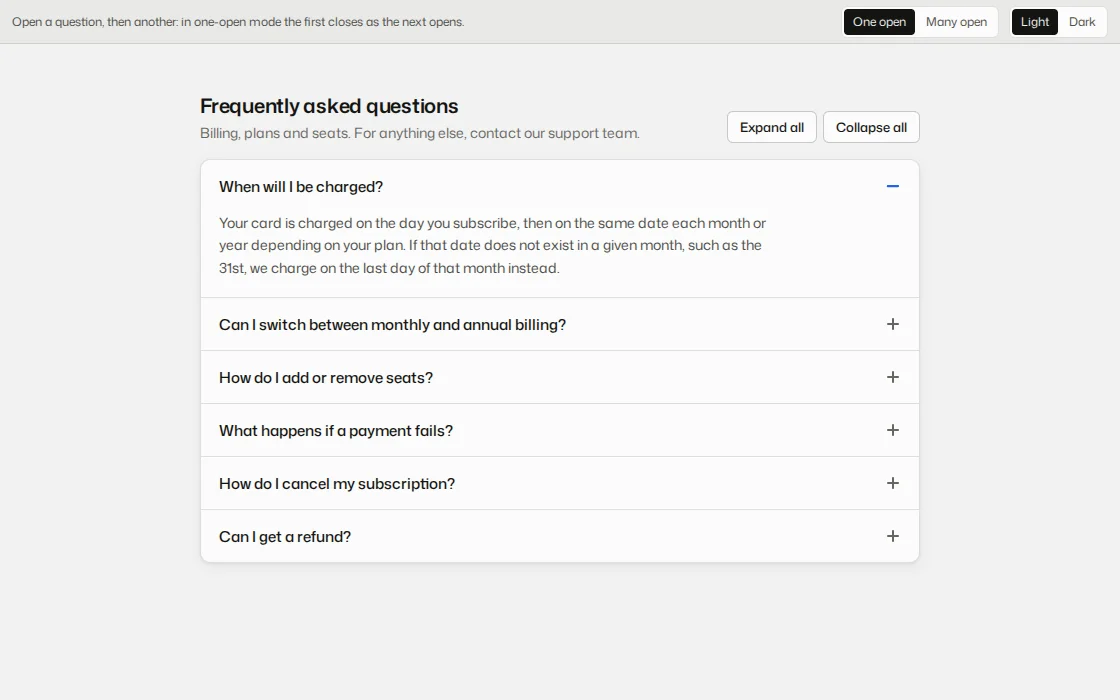 Open a question, then another: in one-open mode the first closes as the next opens.
One open
Many open
Light
Dark
Frequently asked questions
Billing, plans and seats. For anything else, contact our support team.
Expand all
Collapse all
When will I be charged?
Your card is charged on the day you subscribe, then on the same date each month or
year depending on your plan. If that date does not exist in a given month, such as the
31st, we charge on the last day of that month instead.
Can I switch between monthly and annual billing?
How do I add or remove seats?
What happens if a payment fails?
How do I cancel my subscription?
Can I get a refund?